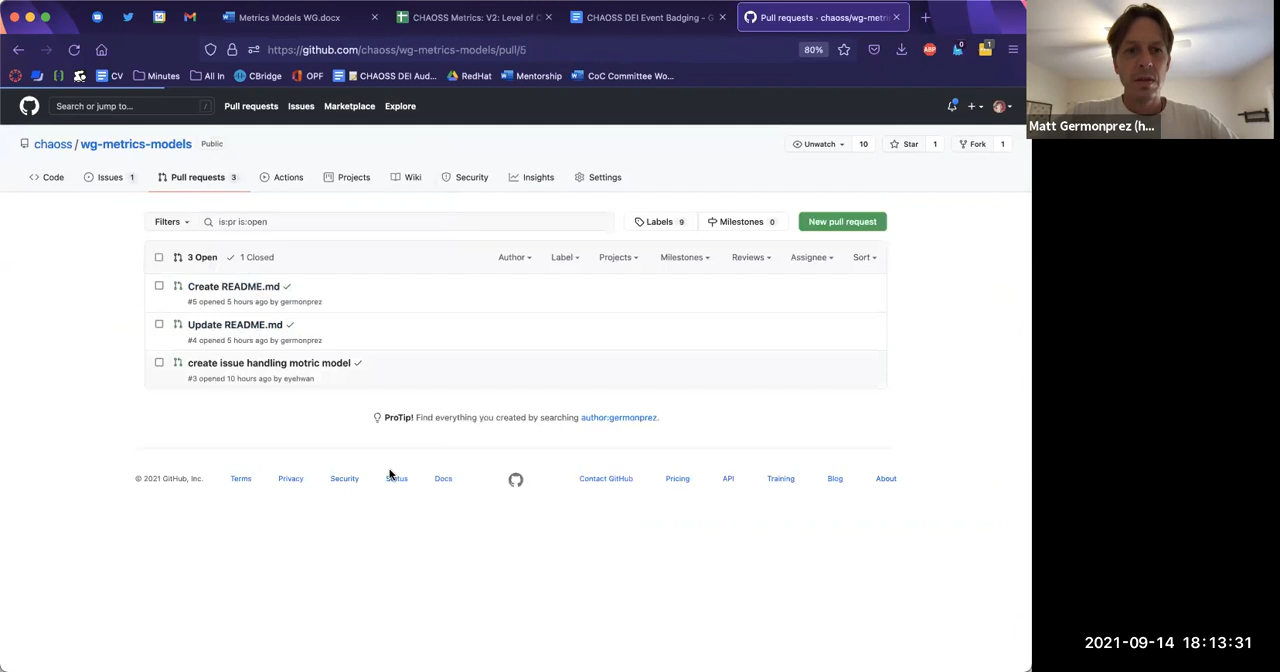 Metrics Models WG.docx
CHAOSS Metrics: V2: Level of C
CHAOSS DEI Event Badging - G
Pull requests · chaoss/wg-metri
https://github.com/chaoss/wg-metrics-models/pull/5
80%
ABP
0
1
CV
Minutes
All In
CBridge
OPF
CHAOSS DEI Aud...
RedHat
Mentorship
CoC Committee Wo...
Search or jump to...
/
Pull requests
Issues
Marketplace
Explore
chaoss / wg-metrics-models
Public
Unwatch
10
Star
1
Fork
1
Code
Issues 1
Pull requests 3
Actions
Projects
Wiki
Security
Insights
Settings
Filters
is:pr is:open
Labels 9
Milestones 0
New pull request
3 Open
1 Closed
Author
Label
Projects
Milestones
Reviews
Assignee
Sort
Create README.md
#5 opened 5 hours ago by germonprez
Update README.md
#4 opened 5 hours ago by germonprez
create issue handling motric model
#3 opened 10 hours ago by eyehwan
ProTip! Find everything you created by searching author:germonprez.
© 2021 GitHub, Inc.
Terms
Privacy
Security
Status
Docs
Contact GitHub
Pricing
API
Training
Blog
About
Matt Germonprez (h...
2021-09-14 18:13:31